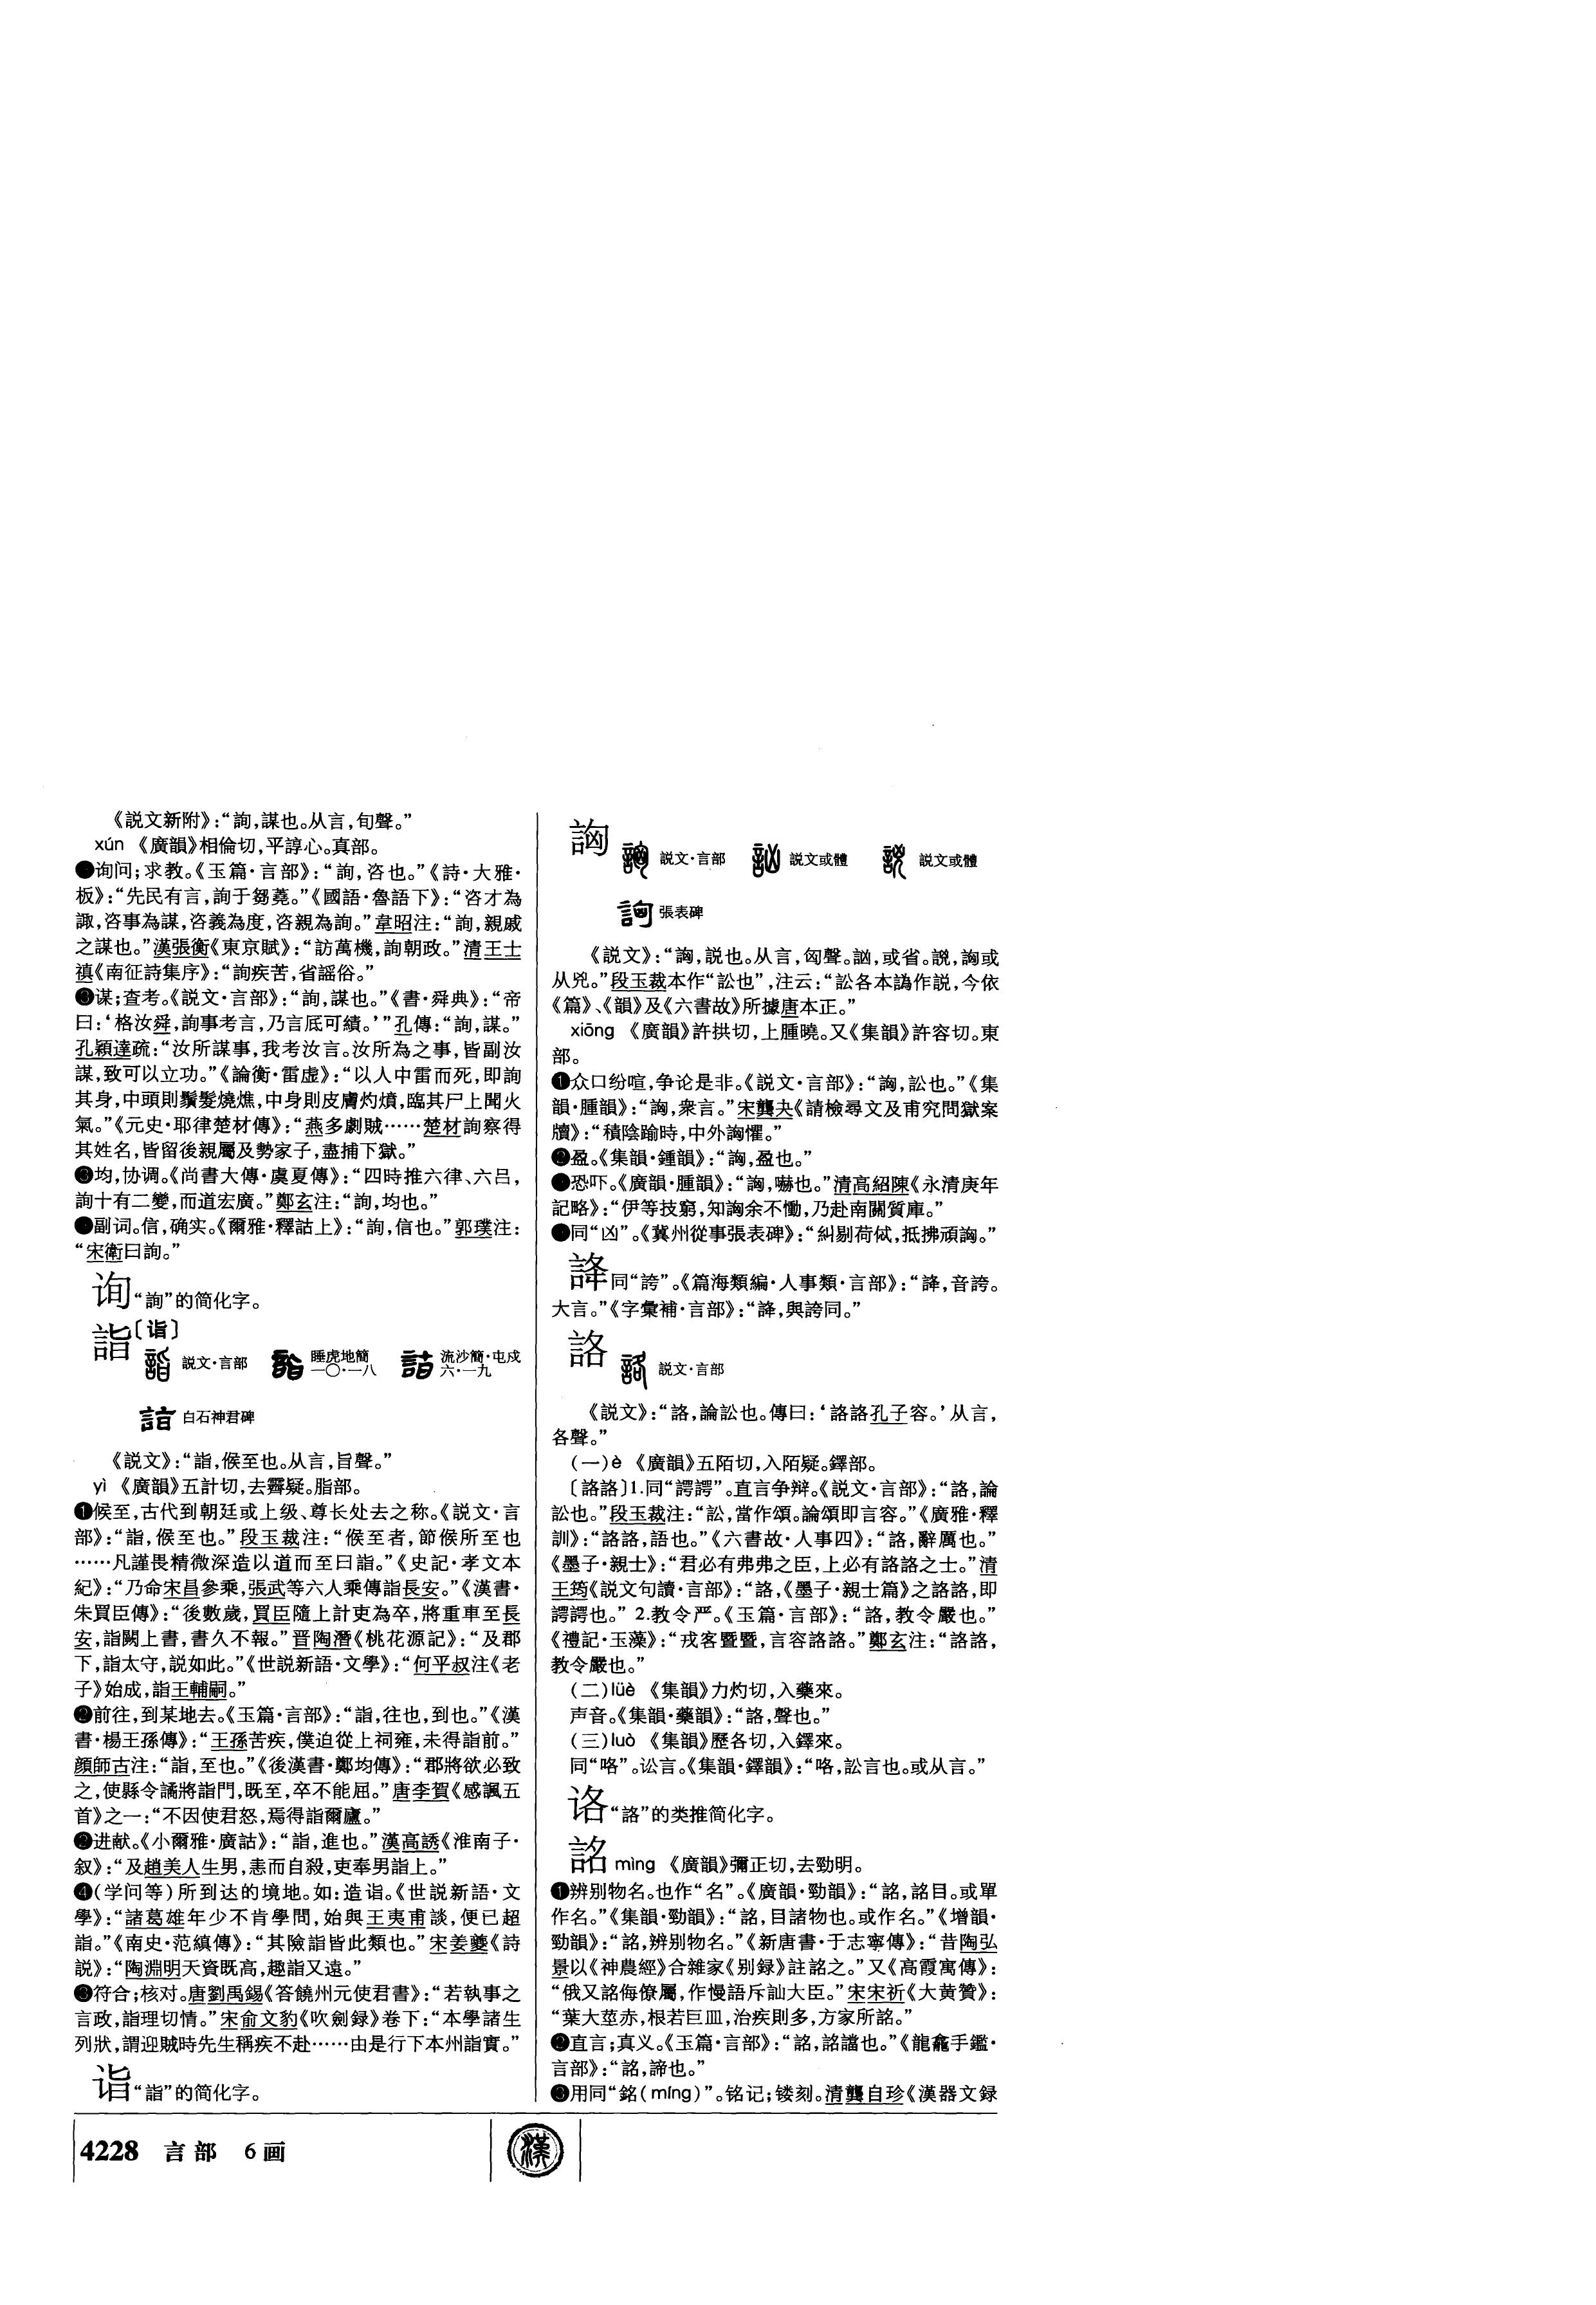 《説文新附》：“詢，謀也。从言，旬聲。”
xún 《廣韻》相倫切，平諄心。真部。
询问；求教。《玉篇·言部》：“詢，咨也。”《詩·大雅·
板》：“先民有言，詢于芻蕘。”《國語·魯語下》：“咨才為
諏，咨事為謀，咨義為度，咨親為詢。”韋昭注：“詢，親戚
之謀也。”漢張衡《東京賦》：“訪萬機，詢朝政。”清王士
禛《南征詩集序》：“詢疾苦，省謡俗。”
谋；查考。《説文·言部》：“詢，謀也。”《書·舜典》：“帝
曰：‘格汝舜，詢事考言，乃言厎可績。’”孔傳：“詢，謀。”
孔穎達疏：“汝所謀事，我考汝言。汝所為之事，皆副汝
謀，致可以立功。”《論衡·雷虚》：“以人中雷而死，即詢
其身，中頭則鬚髮燒燋，中身則皮膚灼燌，臨其尸上聞火
氣。”《元史·耶律楚材傳》：“燕多劇賊……楚材詢察得
其姓名，皆留後親屬及勢家子，盡捕下獄。”
❸均，协调。《尚書大傳·虞夏傳》：“四時推六律、六吕，
詢十有二變，而道宏廣。”鄭玄注：“詢，均也。”
副词。信，确实。《爾雅·釋詁上》：“詢，信也。”郭璞注：
“宋衛曰詢。”
询“詢”的简化字。
詣〔诣〕
説文·言部 睡虎地簡一〇·一八 流沙簡·屯戍六·一九
白石神君碑
《説文》：“詣，候至也。从言，旨聲。”
yì 《廣韻》五計切，去霽疑。脂部。
❶候至，古代到朝廷或上级、尊长处去之称。《説文·言
部》：“詣，候至也。”段玉裁注：“候至者，節候所至也
……凡謹畏精微深造以道而至曰詣。”《史記·孝文本
紀》：“乃命宋昌參乘，張武等六人乘傳詣長安。”《漢書·
朱買臣傳》：“後數歲，買臣隨上計吏為卒，將重車至長
安，詣闕上書，書久不報。”晋陶潛《桃花源記》：“及郡
下，詣太守，説如此。”《世説新語·文學》：“何平叔注《老
子》始成，詣王輔嗣。”
❷前往，到某地去。《玉篇·言部》：“詣，往也，到也。”《漢
書·楊王孫傳》：“王孫苦疾，僕迫從上祠雍，未得詣前。”
顔師古注：“詣，至也。”《後漢書·鄭均傳》：“郡將欲必致
之，使縣令譎將詣門，既至，卒不能屈。”唐李賀《感諷五
首》之一：“不因使君怒，焉得詣爾廬。”
进献。《小爾雅·廣詁》：“詣，進也。”漢高誘《淮南子·
叙》：“及趙美人生男，恚而自殺，吏奉男詣上。”
❹（学问等）所到达的境地。如：造诣。《世説新語·文
學》：“諸葛雄年少不肯學問，始與王夷甫談，便已超
詣。”《南史·范縝傳》：“其險詣皆此類也。”宋姜夔《詩
説》：“陶淵明天資既高，趣詣又遠。”
符合；核对。唐劉禹錫《答饒州元使君書》：“若執事之
言政，詣理切情。”宋俞文豹《吹劍録》卷下：“本學諸生
列狀，謂迎賊時先生稱疾不赴……由是行下本州詣實。”
诣“詣”的简化字。
詾
説文·言部 説文或體 説文或體
張表碑
《説文》：“詾，説也。从言，匈聲。訩，或省。説，詾或
从兇。”段玉裁本作“訟也”，注云：“訟各本譌作説，今依
《篇》、《韻》及《六書故》所據唐本正。”
xiōng 《廣韻》許拱切，上腫曉。又《集韻》許容切。東
部。
❶众口纷喧，争论是非。《説文·言部》：“詾，訟也。”《集
韻·腫韻》：“詾，衆言。”宋龔夬《請檢尋文及甫究問獄案
牘》：“積陰踰時，中外詾懼。”
❷盈。《集韻·鍾韻》：“詾，盈也。”
恐吓。《廣韻·腫韻》：“詾，嚇也。”清高紹陳《永清庚年
記略》：“伊等技窮，知詾余不慟，乃赴南關質庫。”
同“凶”。《冀州從事張表碑》：“糾剔荷忒，抵拂頑詾。”
同“誇”。《篇海類編·人事類·言部》：“，音誇。
大言。”《字彙補·言部》：“，與誇同。”
詻
説文·言部
《説文》：“詻，論訟也。傳曰：‘詻詻孔子容。’从言，
各聲。”
（一）è 《廣韻》五陌切，入陌疑。鐸部。
〔詻詻〕1.同“諤諤”。直言争辩。《説文·言部》：“詻，論
訟也。”段玉裁注：“訟，當作頌。論頌即言容。”《廣雅·釋
訓》：“詻詻，語也。”《六書故·人事四》：“詻，辭厲也。”
《墨子·親士》：“君必有弗弗之臣，上必有詻詻之士。”清
王筠《説文句讀·言部》：“詻，《墨子·親士篇》之詻詻，即
諤諤也。” 2.教令严。《玉篇·言部》：“詻，教令嚴也。”
《禮記·玉藻》：“戎容暨暨，言容詻詻。”鄭玄注：“詻詻，
教令嚴也。”
（二）lüè 《集韻》力灼切，入藥來。
声音。《集韻·藥韻》：“詻，聲也。”
（三）luò 《集韻》歷各切，入鐸來。
同“咯”。讼言。《集韻·鐸韻》：“咯，訟言也。或从言。”
𬣞“詻”的类推简化字。
詺 mìng 《廣韻》彌正切，去勁明。
❶辨别物名。也作“名”。《廣韻·勁韻》：“詺，詺目。或單
作名。”《集韻·勁韻》：“詺，目諸物也。或作名。”《增韻·
勁韻》：“詺，辨别物名。”《新唐書·于志寧傳》：“昔陶弘
景以《神農經》合雜家《别録》註詺之。”又《高霞寓傳》：
“俄又詺侮僚屬，作慢語斥訕大臣。”宋宋祈《大黄贊》：
“葉大莖赤，根若巨皿，治疾則多，方家所詺。”
❷直言；真义。《玉篇·言部》：“詺，詺譡也。”《龍龕手鑑·
言部》：“詺，諦也。”
❸用同“銘（míng）”。铭记；镂刻。清龔自珍《漢器文録
4228 言部 6画
漢